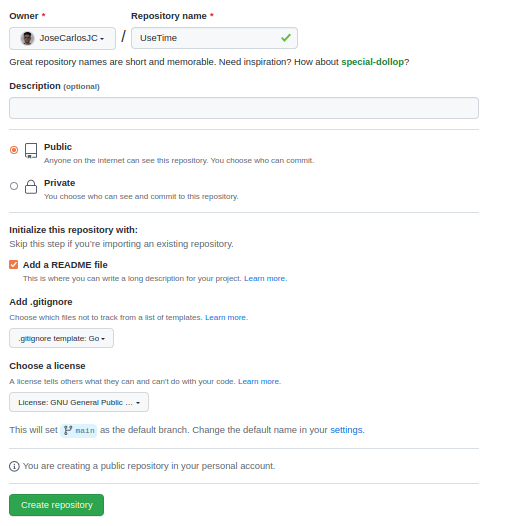 Owner * Repository name *
JoseCarlosJC / UseTime
Great repository names are short and memorable. Need inspiration? How about special-dollop?
Description (optional)
Public
Anyone on the internet can see this repository. You choose who can commit.
Private
You choose who can see and commit to this repository.
Initialize this repository with:
Skip this step if you're importing an existing repository.
Add a README file
This is where you can write a long description for your project. Learn more.
Add .gitignore
Choose which files not to track from a list of templates. Learn more.
.gitignore template: Go
Choose a license
A license tells others what they can and can't do with your code. Learn more.
License: GNU General Public ...
This will set main as the default branch. Change the default name in your settings.
You are creating a public repository in your personal account.
Create repository